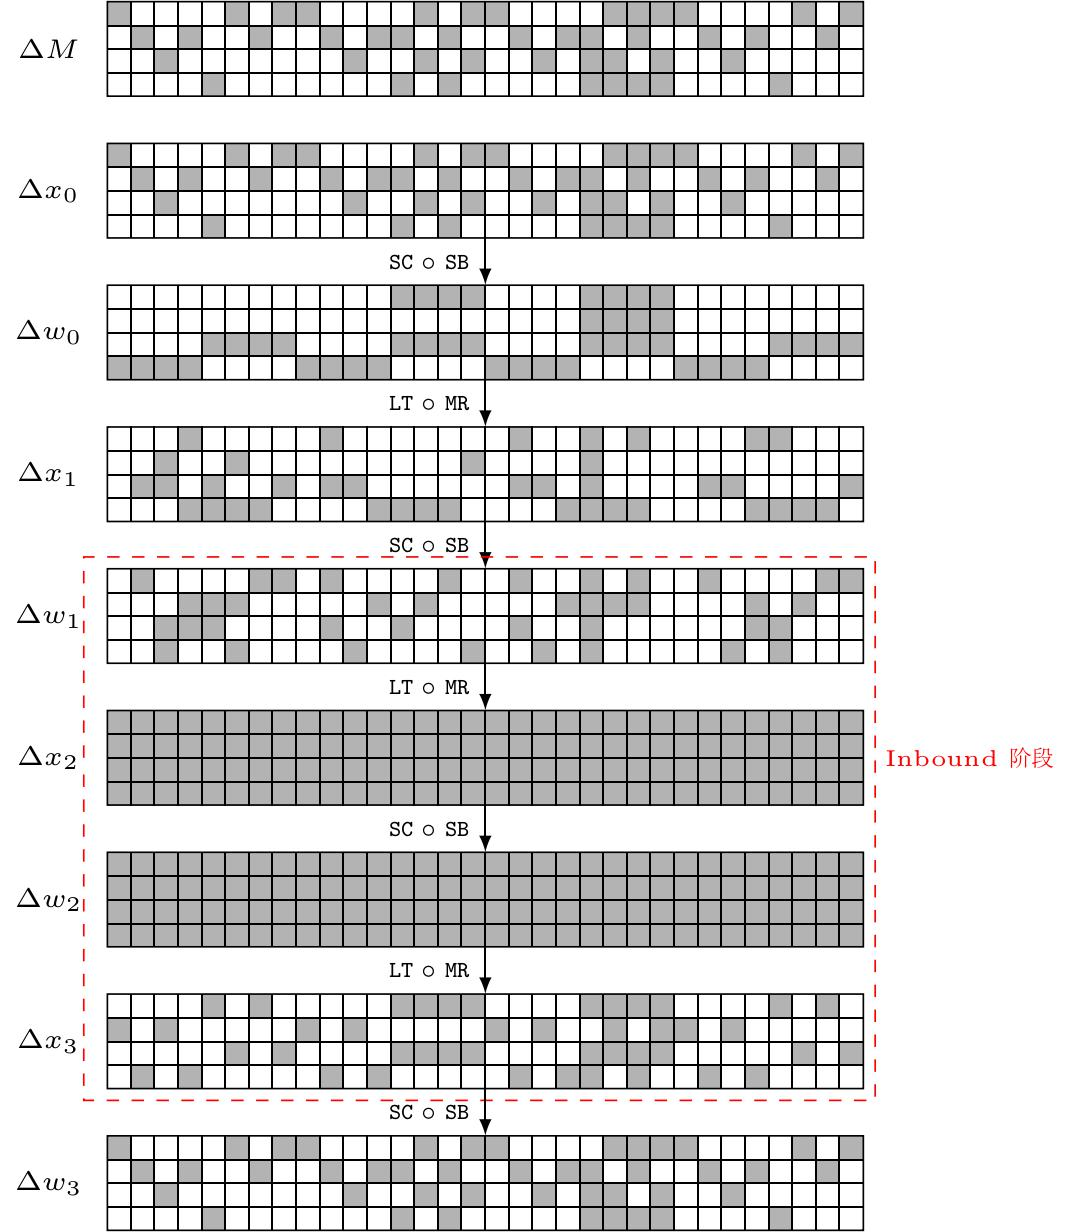 ΔM
Δx₀
SC ∘ SB
Δw₀
LT ∘ MR
Δx₁
SC ∘ SB
Δw₁
LT ∘ MR
Δx₂
Inbound 阶段
SC ∘ SB
Δw₂
LT ∘ MR
Δx₃
SC ∘ SB
Δw₃